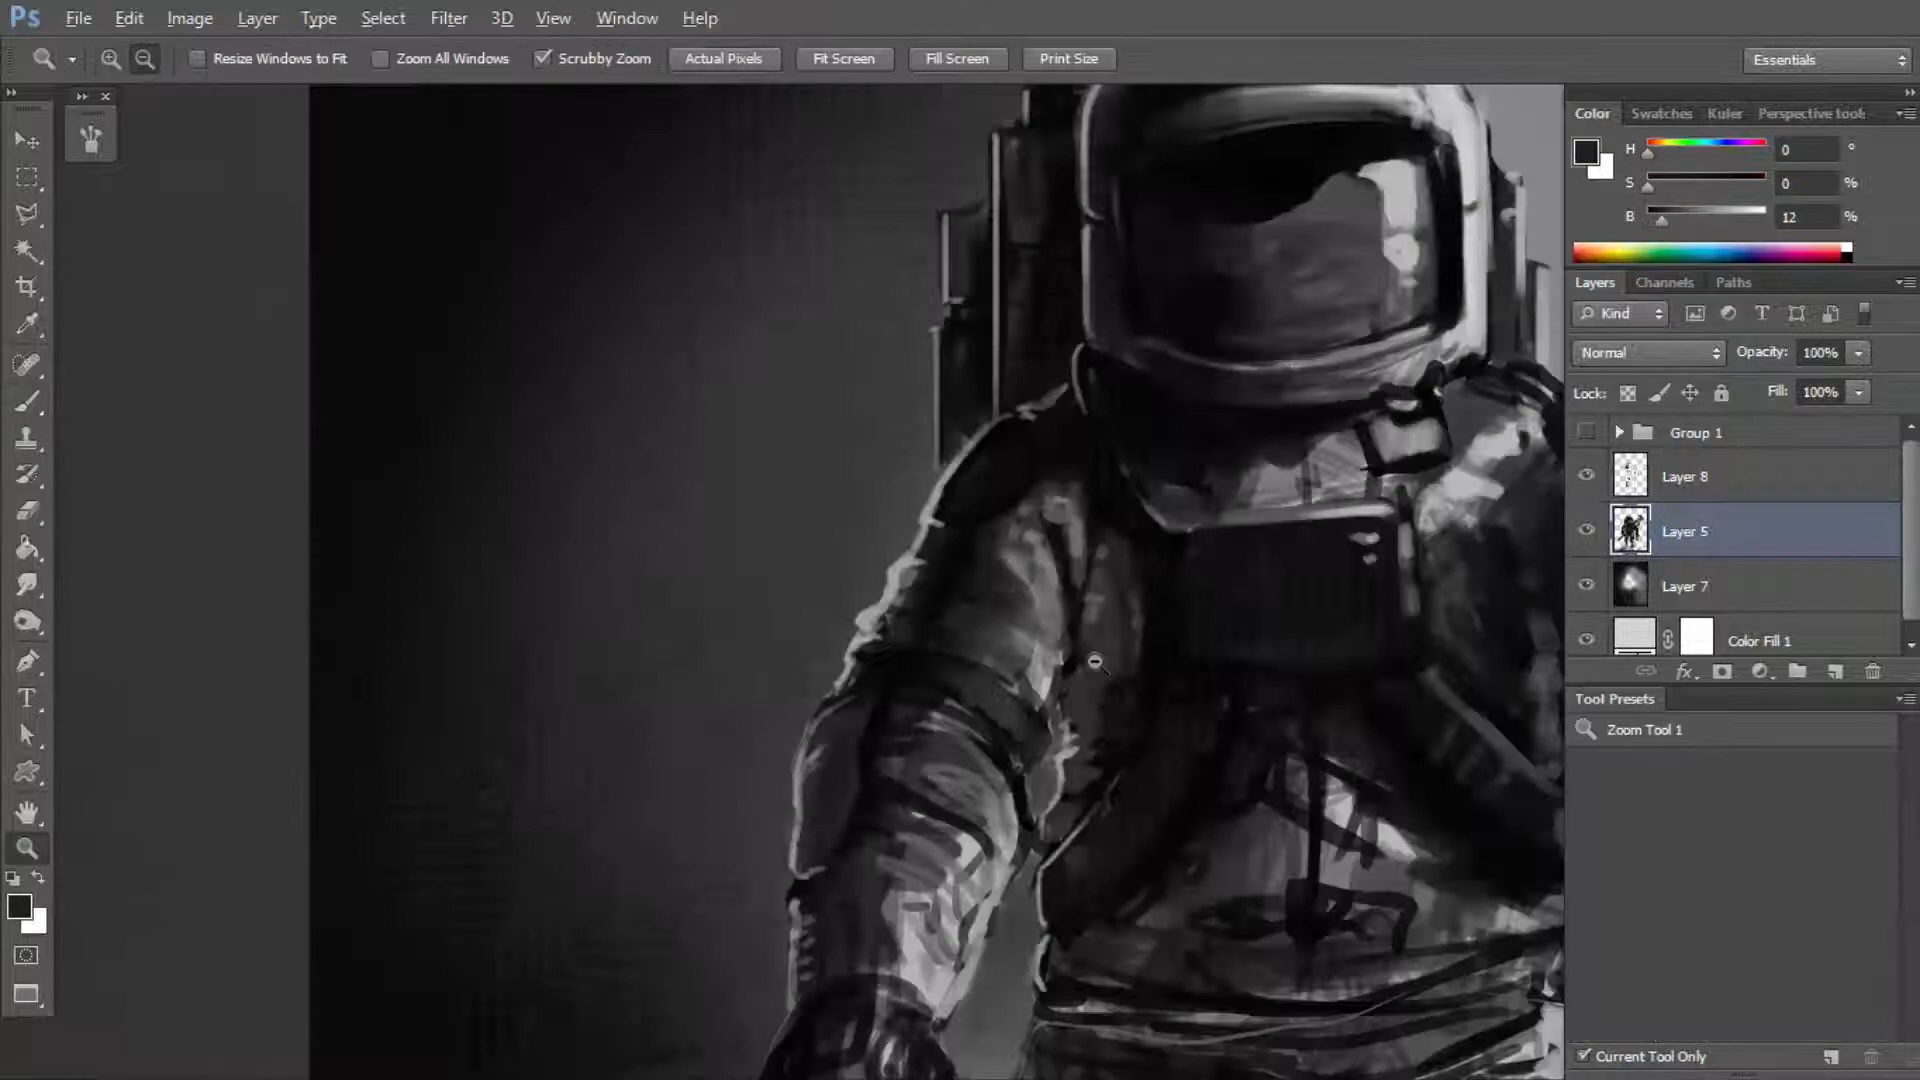 Ps File Edit Image Layer Type Select Filter 3D View Window Help
Resize Windows to Fit Zoom All Windows Scrubby Zoom Actual Pixels Fit Screen Fill Screen Print Size Essentials
Color Swatches Kuler Perspective tools
H 0 °
S 0 %
B 12 %
Layers Channels Paths
Kind
Normal Opacity: 100%
Lock: Fill: 100%
Group 1
Layer 8
Layer 5
Layer 7
Color Fill 1
fx
Tool Presets
Zoom Tool 1
T
Current Tool Only